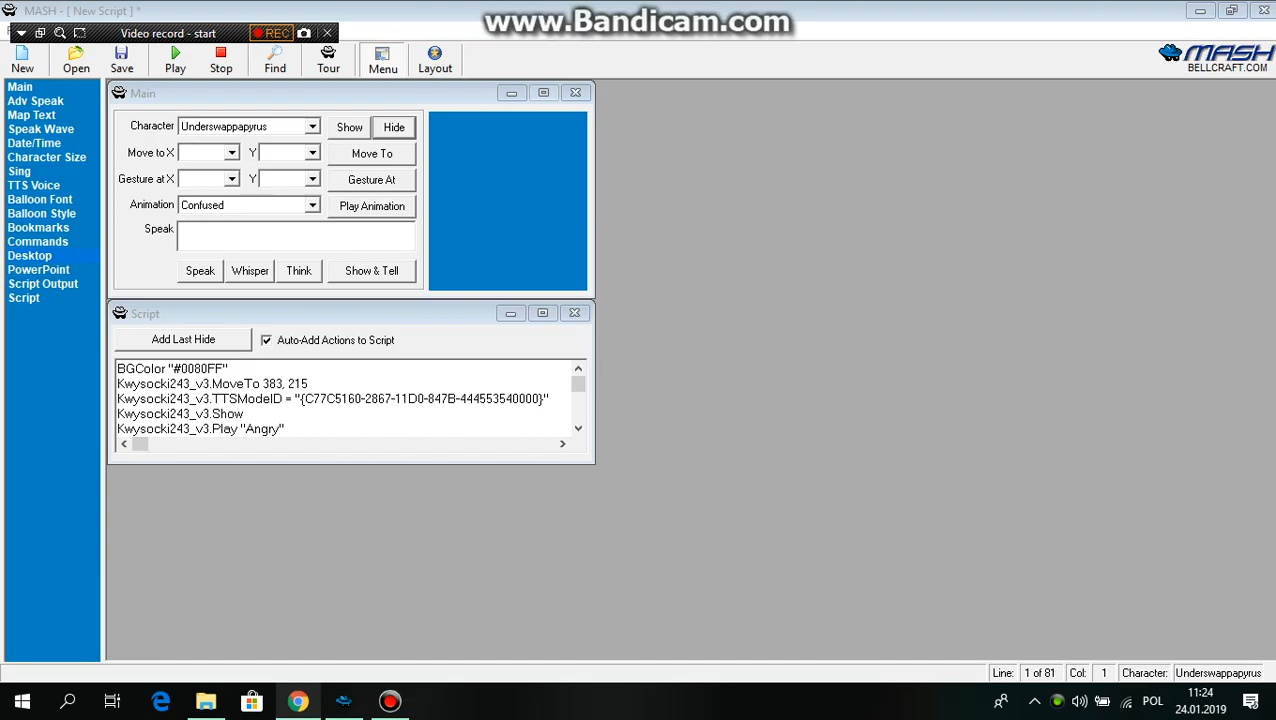 MASH - [ New Script ] *
www.Bandicam.com
Video record - start
REC
New
Open
Save
Play
Stop
Find
Tour
Menu
Layout
MASH
BELLCRAFT.COM
Main
Adv Speak
Map Text
Speak Wave
Date/Time
Character Size
Sing
TTS Voice
Balloon Font
Balloon Style
Bookmarks
Commands
Desktop
PowerPoint
Script Output
Script
Main
Character Underswappapyrus Show Hide
Move to X Y Move To
Gesture at X Y Gesture At
Animation Confused Play Animation
Speak
Speak Whisper Think Show & Tell
Script
Add Last Hide Auto-Add Actions to Script
BGColor "#0080FF"
Kwysocki243_v3.MoveTo 383, 215
Kwysocki243_v3.TTSModeID = "{C77C5160-2867-11D0-847B-444553540000}"
Kwysocki243_v3.Show
Kwysocki243_v3.Play "Angry"
Line: 1 of 81 Col: 1 Character: Underswappapyrus
POL
11:24
24.01.2019